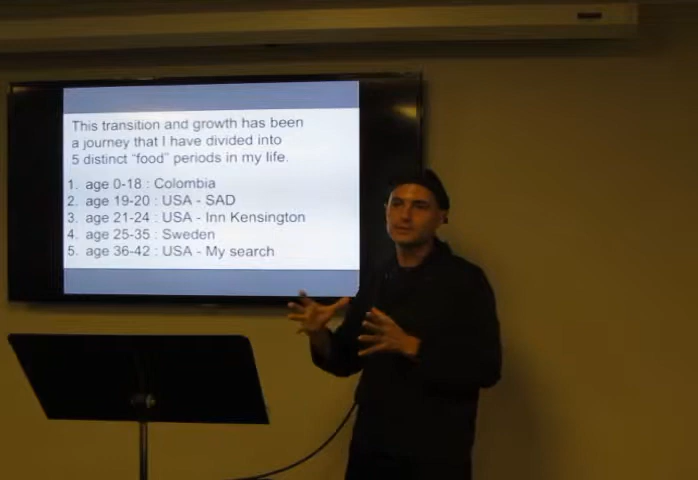 This transition and growth has been
a journey that I have divided into
5 distinct "food" periods in my life.
1. age 0-18 : Colombia
2. age 19-20 : USA - SAD
3. age 21-24 : USA - Inn Kensington
4. age 25-35 : Sweden
5. age 36-42 : USA - My search